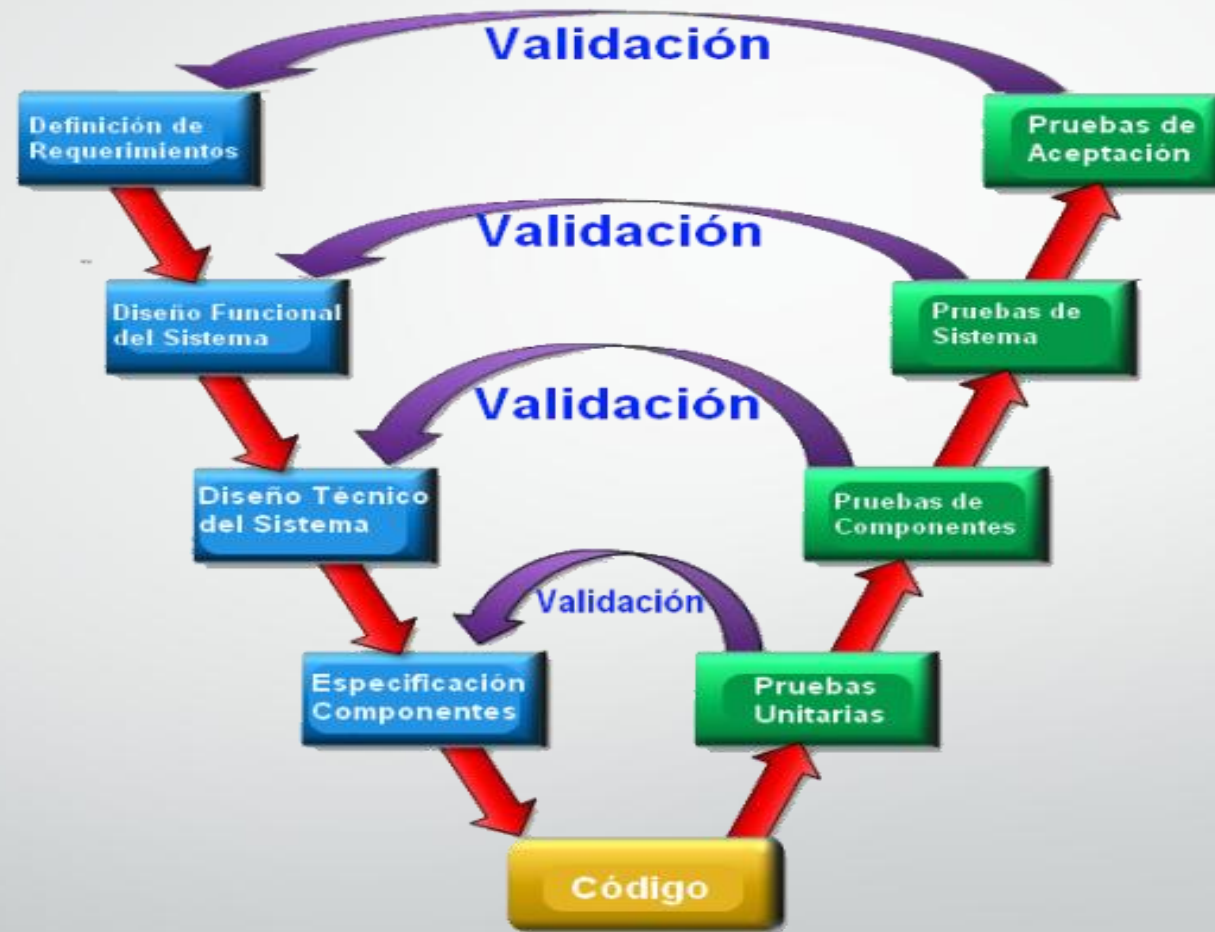 Validación
Definición de
Requerimientos
Pruebas de
Aceptación
Validación
Diseño Funcional
del Sistema
Pruebas de
Sistema
Validación
Diseño Técnico
del Sistema
Pruebas de
Componentes
Validación
Especificación
Componentes
Pruebas
Unitarias
Código